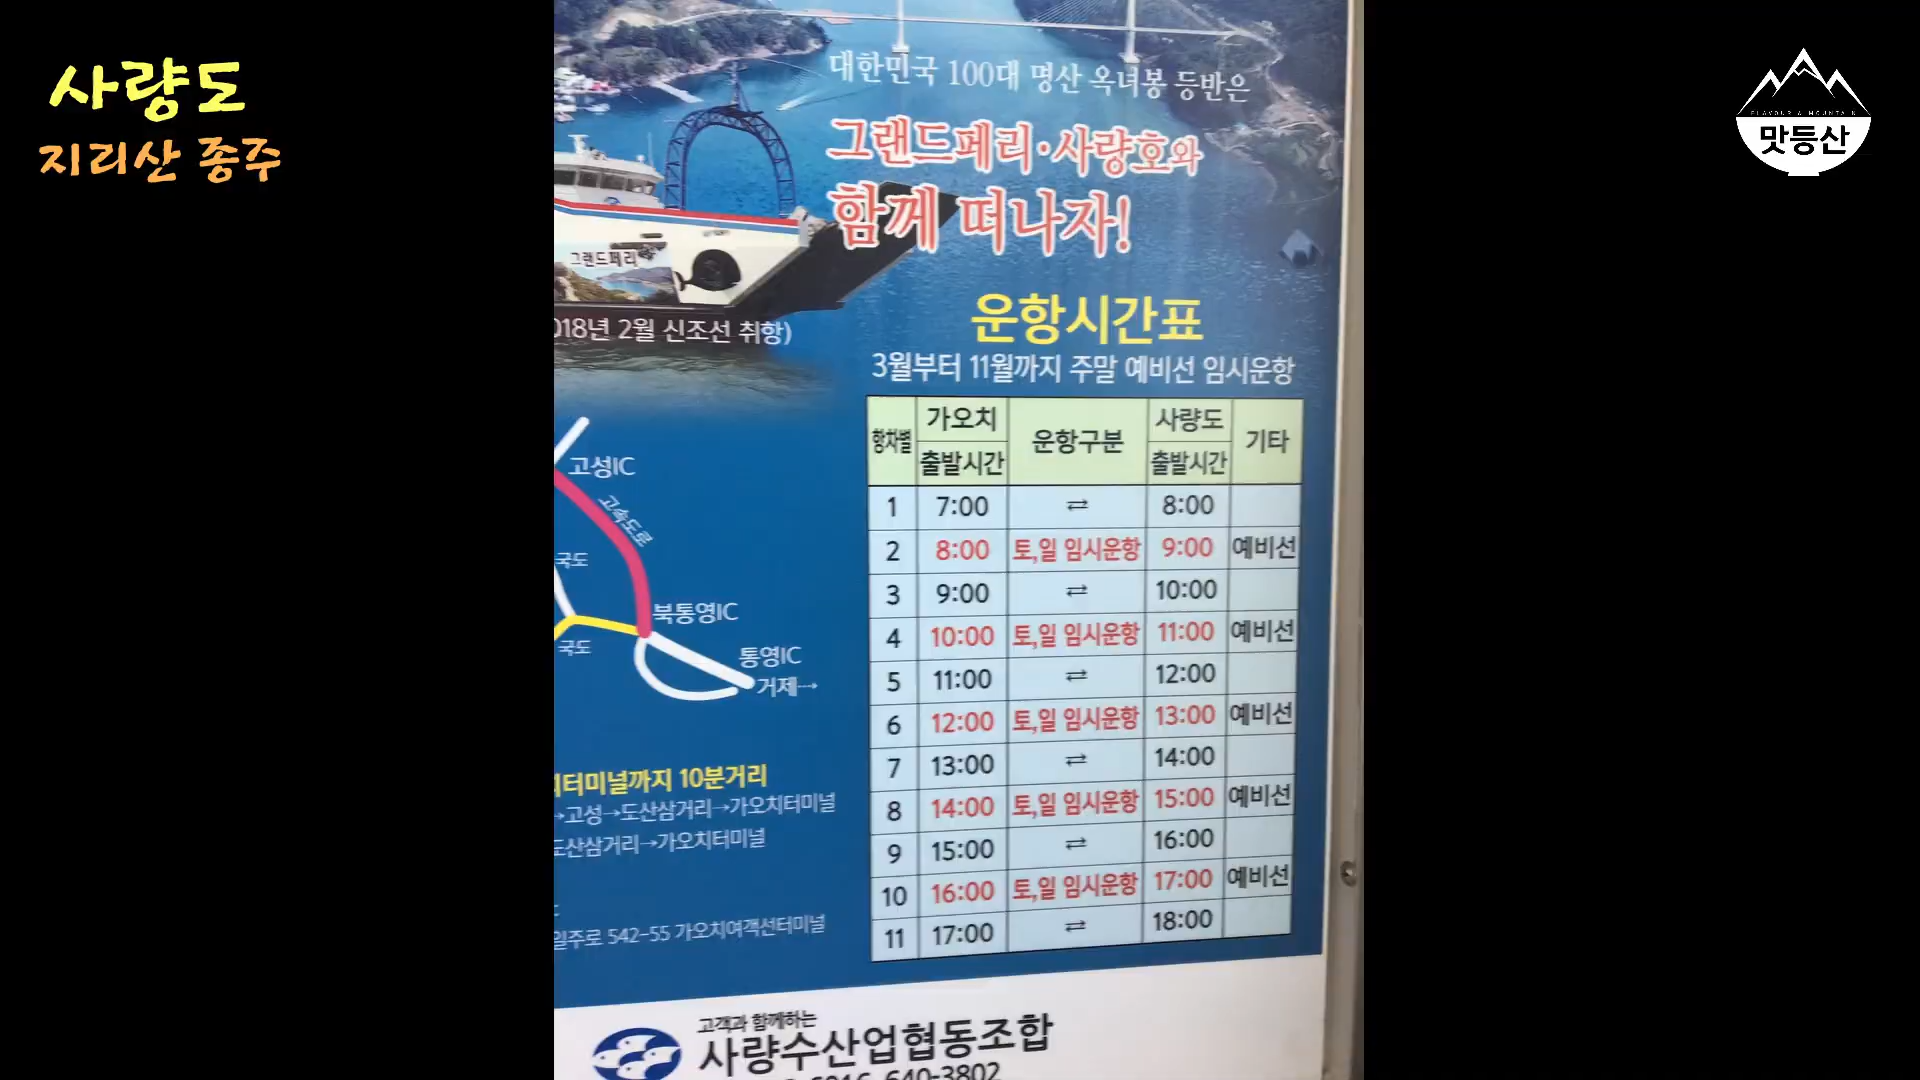 사량도
지리산 종주
FLAVOUR & MOUNTAIN
맛등산
대한민국 100대 명산 옥녀봉 등반은
그랜드페리·사량호와
함께 떠나자!
그랜드페리
018년 2월 신조선 취항)
운항시간표
3월부터 11월까지 주말 예비선 임시운항
항차별 가오치 출발시간 운항구분 사량도 출발시간 기타
1 7:00 ⇄ 8:00
2 8:00 토,일 임시운항 9:00 예비선
3 9:00 ⇄ 10:00
4 10:00 토,일 임시운항 11:00 예비선
5 11:00 ⇄ 12:00
6 12:00 토,일 임시운항 13:00 예비선
7 13:00 ⇄ 14:00
8 14:00 토,일 임시운항 15:00 예비선
9 15:00 ⇄ 16:00
10 16:00 토,일 임시운항 17:00 예비선
11 17:00 ⇄ 18:00
고성IC
고속도로
국도
북통영IC
국도
통영IC
거제→
터미널까지 10분거리
→고성→도산삼거리→가오치터미널
도산삼거리→가오치터미널
일주로 542-55 가오치여객선터미널
고객과 함께하는
사량수산업협동조합
640-3802